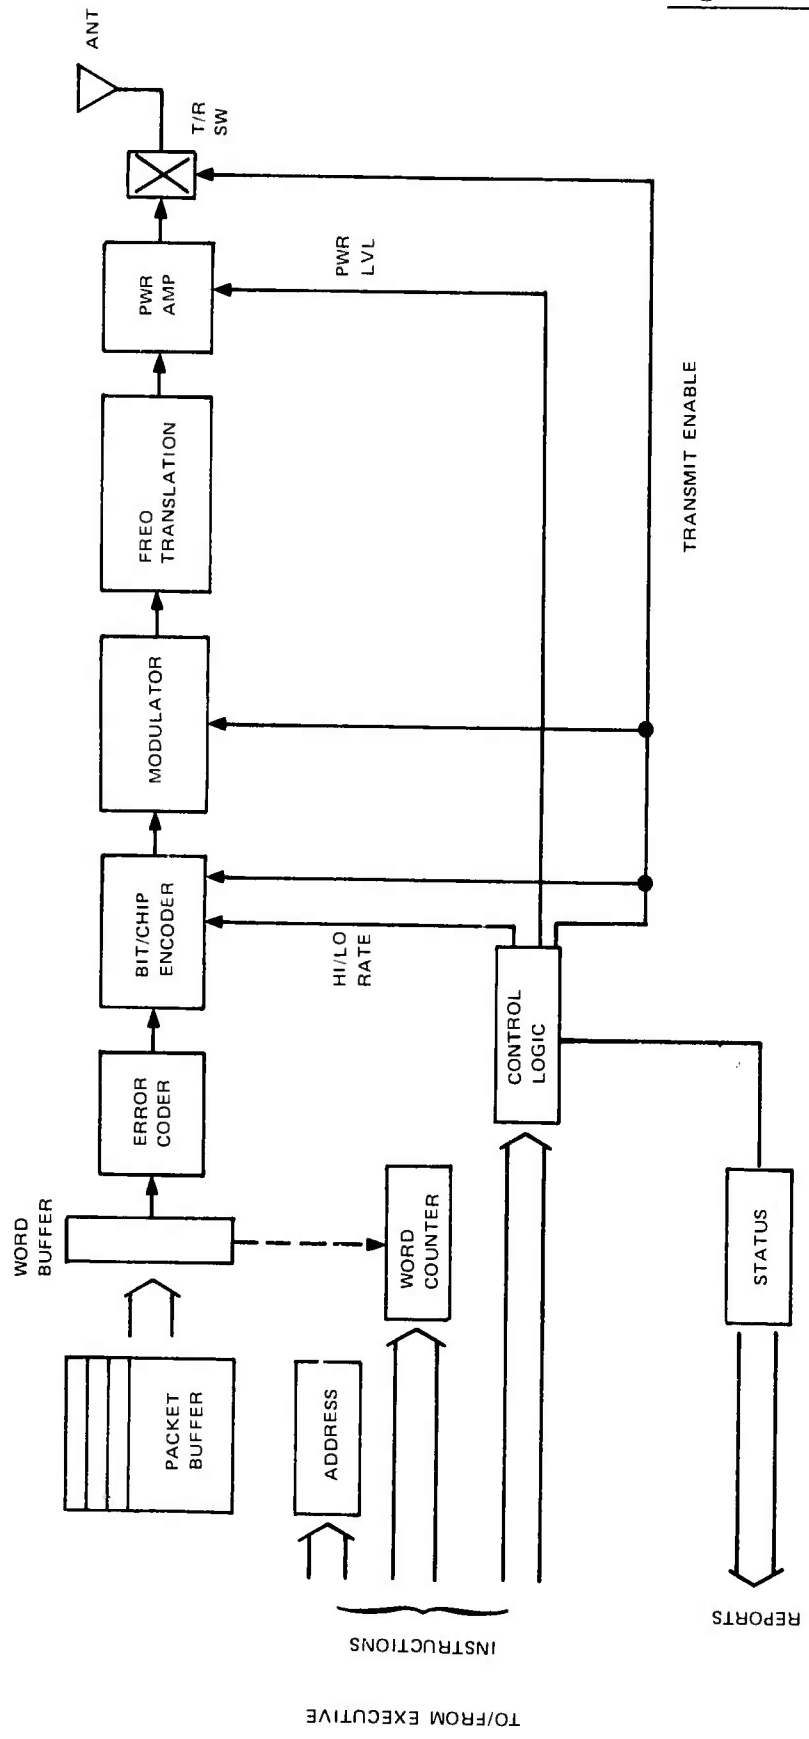 WORD
BUFFER
PACKET
BUFFER
ERROR
CODER
BIT/CHIP
ENCODER
MODULATOR
FREO
TRANSLATION
PWR
AMP
T/R
SW
ANT
ADDRESS
WORD
COUNTER
HI/LO
RATE
PWR
LVL
CONTROL
LOGIC
TRANSMIT ENABLE
STATUS
INSTRUCTIONS
REPORTS
TO/FROM EXECUTIVE